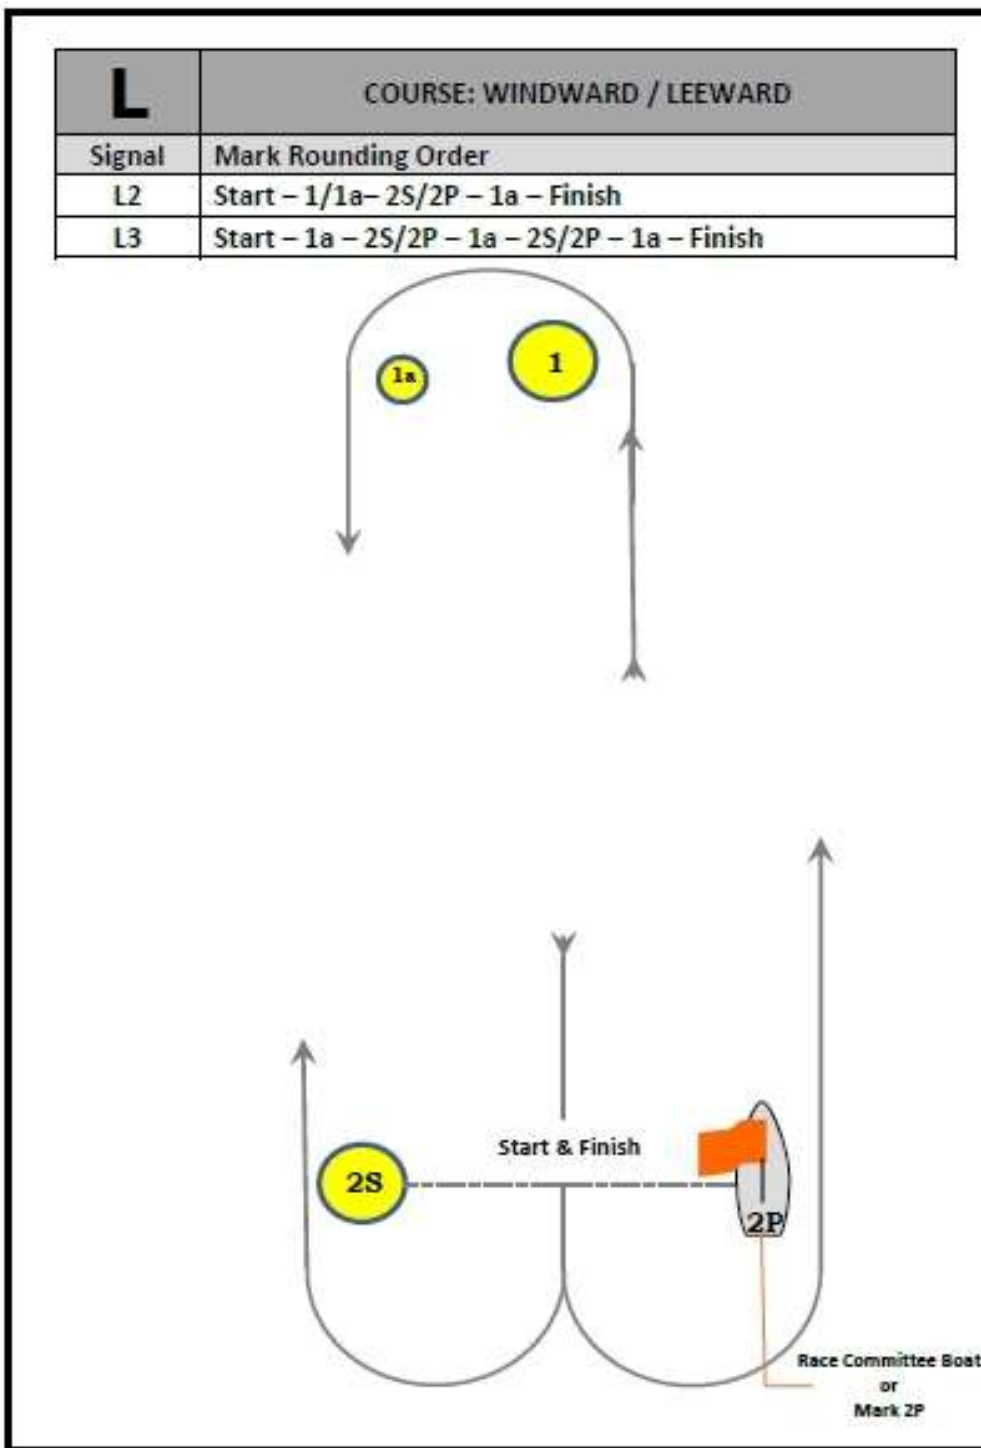 L COURSE: WINDWARD / LEEWARD
Signal Mark Rounding Order
L2 Start – 1/1a– 2S/2P – 1a – Finish
L3 Start – 1a – 2S/2P – 1a – 2S/2P – 1a – Finish
1a 1
Start & Finish
2S
2P
Race Committee Boat
or
Mark 2P